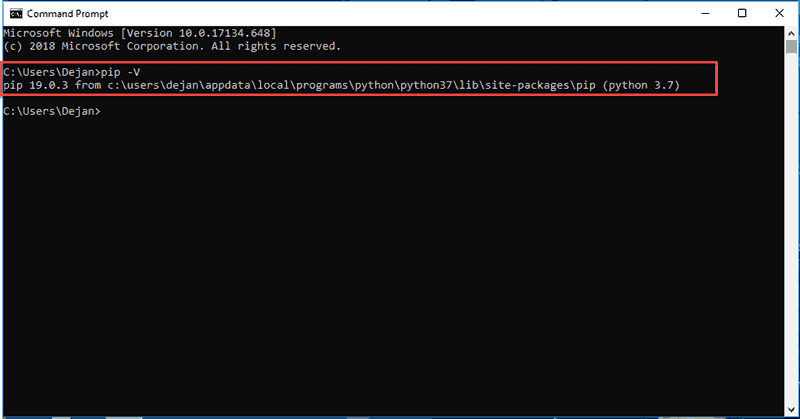 Command Prompt
Microsoft Windows [Version 10.0.17134.648]
(c) 2018 Microsoft Corporation. All rights reserved.
C:\Users\Dejan>pip -V
pip 19.0.3 from c:\users\dejan\appdata\local\programs\python\python37\lib\site-packages\pip (python 3.7)
C:\Users\Dejan>